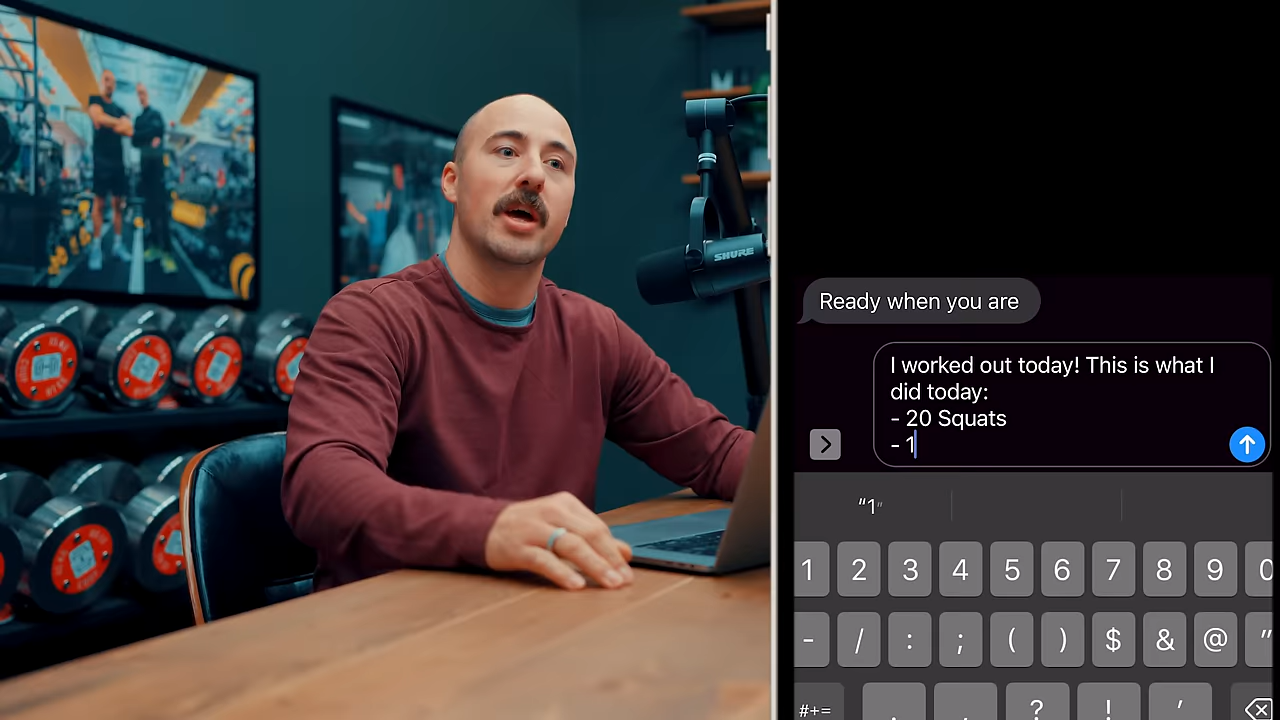 SHURE
Ready when you are
I worked out today! This is what I
did today:
- 20 Squats
- 1
"1"
1 2 3 4 5 6 7 8 9 0
- / : ; ( ) $ & @ "
#+= . , ? ! '